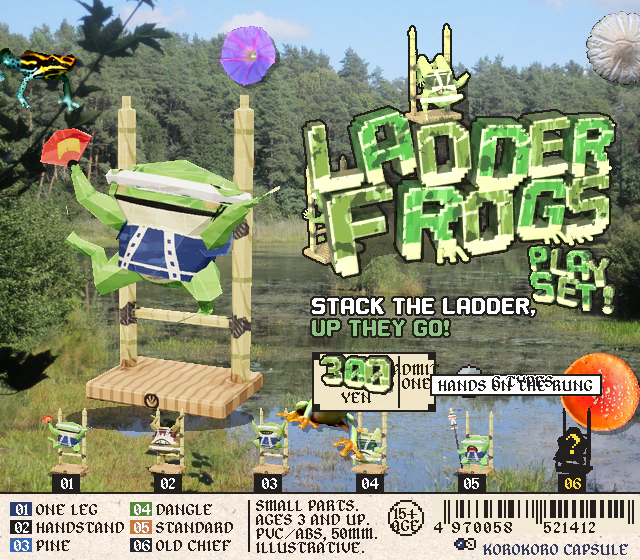 LADDER
FROGS
PLAY
SET!
STACK THE LADDER,
UP THEY GO!
300
YEN
ADMIT
ONE
HANDS ON THE RUNG
01
02
03
04
05
?
06
01 ONE LEG
02 HANDSTAND
03 PINE
04 DANGLE
05 STANDARD
06 OLD CHIEF
SMALL PARTS.
AGES 3 AND UP.
PVC/ABS, 50MM.
ILLUSTRATIVE.
15+
AGE
4 970058 521412
KOROKORO CAPSULE